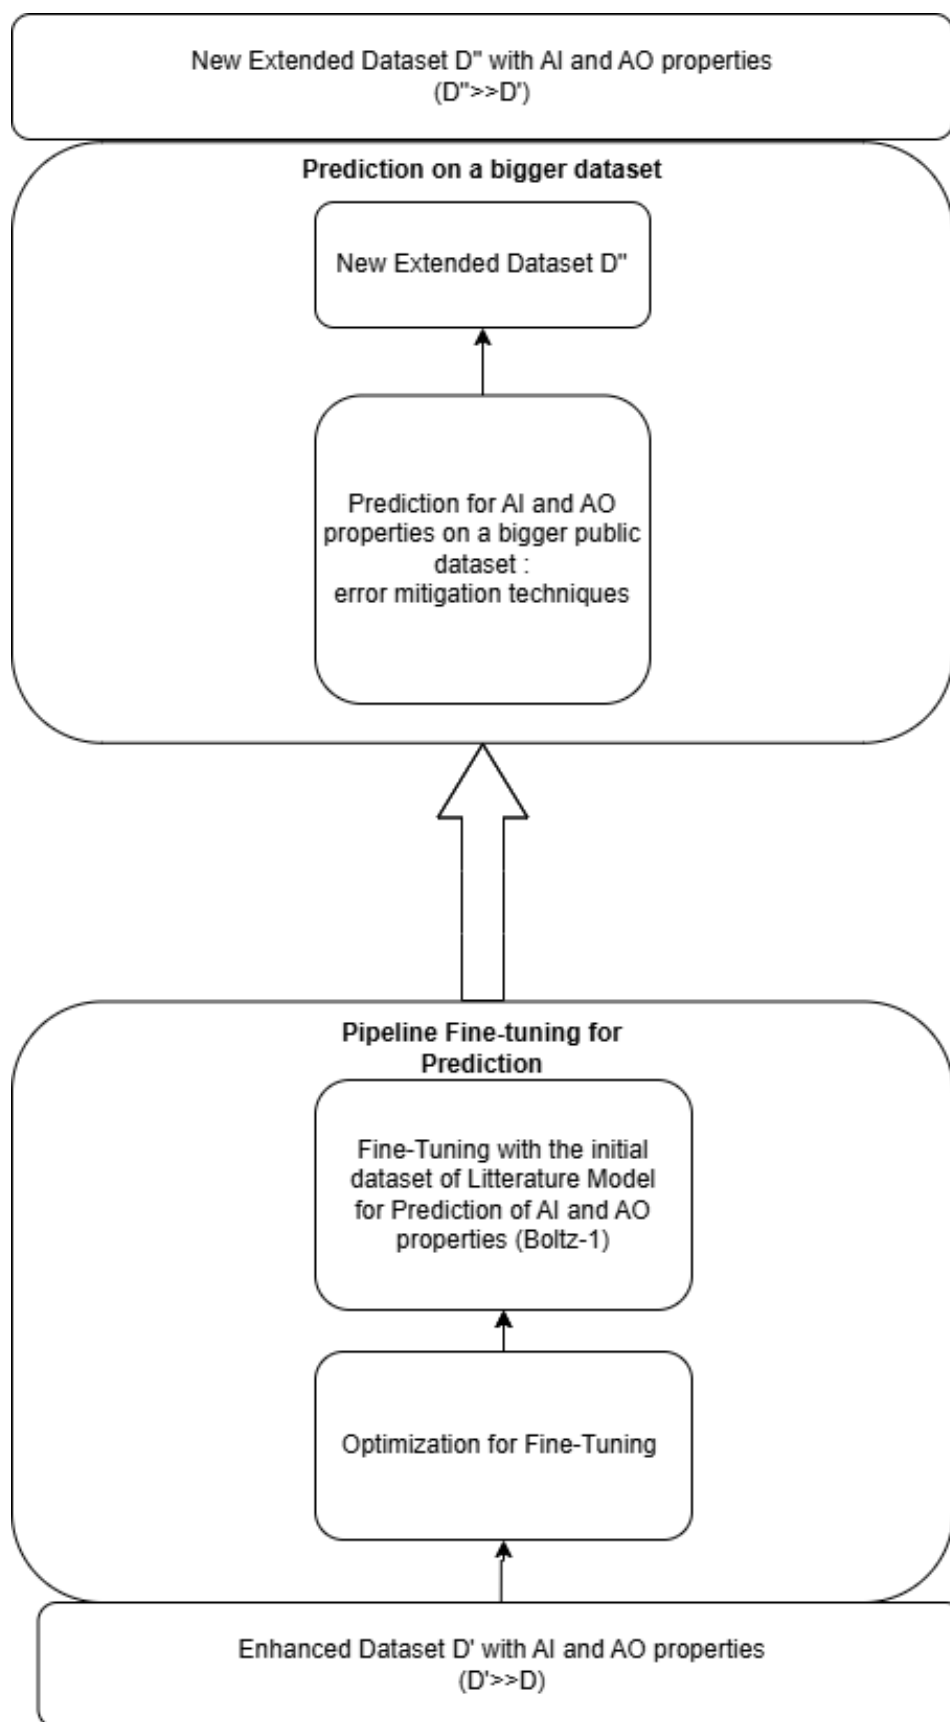 New Extended Dataset D" with AI and AO properties
(D">>D')
Prediction on a bigger dataset
New Extended Dataset D"
Prediction for AI and AO
properties on a bigger public
dataset :
error mitigation techniques
Pipeline Fine-tuning for
Prediction
Fine-Tuning with the initial
dataset of Litterature Model
for Prediction of AI and AO
properties (Boltz-1)
Optimization for Fine-Tuning
Enhanced Dataset D' with AI and AO properties
(D'>>D)